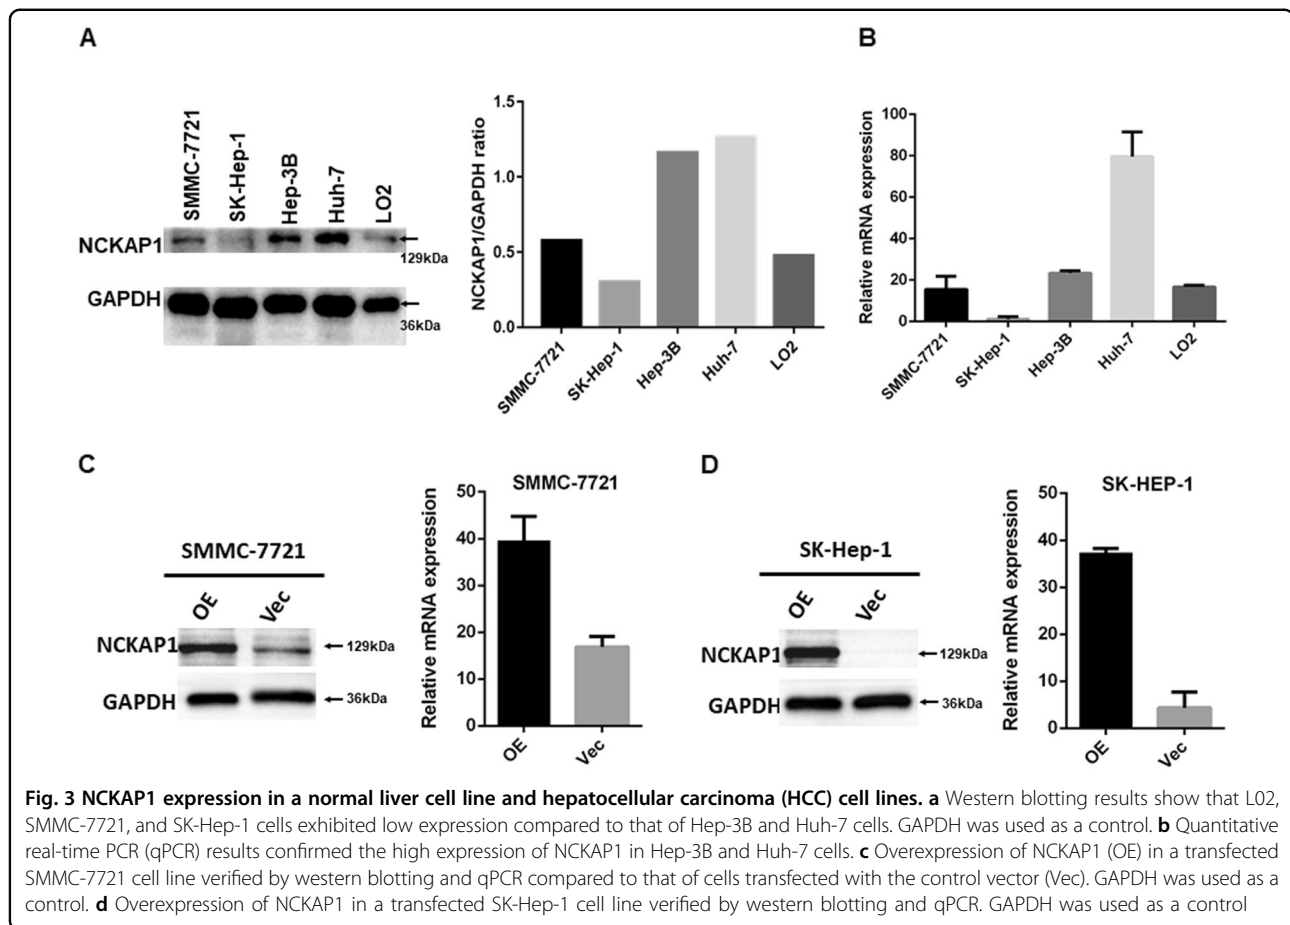 A
SMMC-7721
SK-Hep-1
Hep-3B
Huh-7
LO2
NCKAP1
129kDa
GAPDH
36kDa
NCKAP1/GAPDH ratio
1.5
1.0
0.5
0.0
SMMC-7721
SK-Hep-1
Hep-3B
Huh-7
LO2
B
Relative mRNA expression
100
80
60
40
20
0
SMMC-7721
SK-Hep-1
Hep-3B
Huh-7
LO2
C
SMMC-7721
OE
Vec
NCKAP1
129kDa
GAPDH
36kDa
SMMC-7721
Relative mRNA expression
50
40
30
20
10
0
OE
Vec
D
SK-Hep-1
OE
Vec
NCKAP1
129kDa
GAPDH
36kDa
SK-HEP-1
Relative mRNA expression
50
40
30
20
10
0
OE
Vec
Fig. 3 NCKAP1 expression in a normal liver cell line and hepatocellular carcinoma (HCC) cell lines. a Western blotting results show that L02,
SMMC-7721, and SK-Hep-1 cells exhibited low expression compared to that of Hep-3B and Huh-7 cells. GAPDH was used as a control. b Quantitative
real-time PCR (qPCR) results confirmed the high expression of NCKAP1 in Hep-3B and Huh-7 cells. c Overexpression of NCKAP1 (OE) in a transfected
SMMC-7721 cell line verified by western blotting and qPCR compared to that of cells transfected with the control vector (Vec). GAPDH was used as a
control. d Overexpression of NCKAP1 in a transfected SK-Hep-1 cell line verified by western blotting and qPCR. GAPDH was used as a control